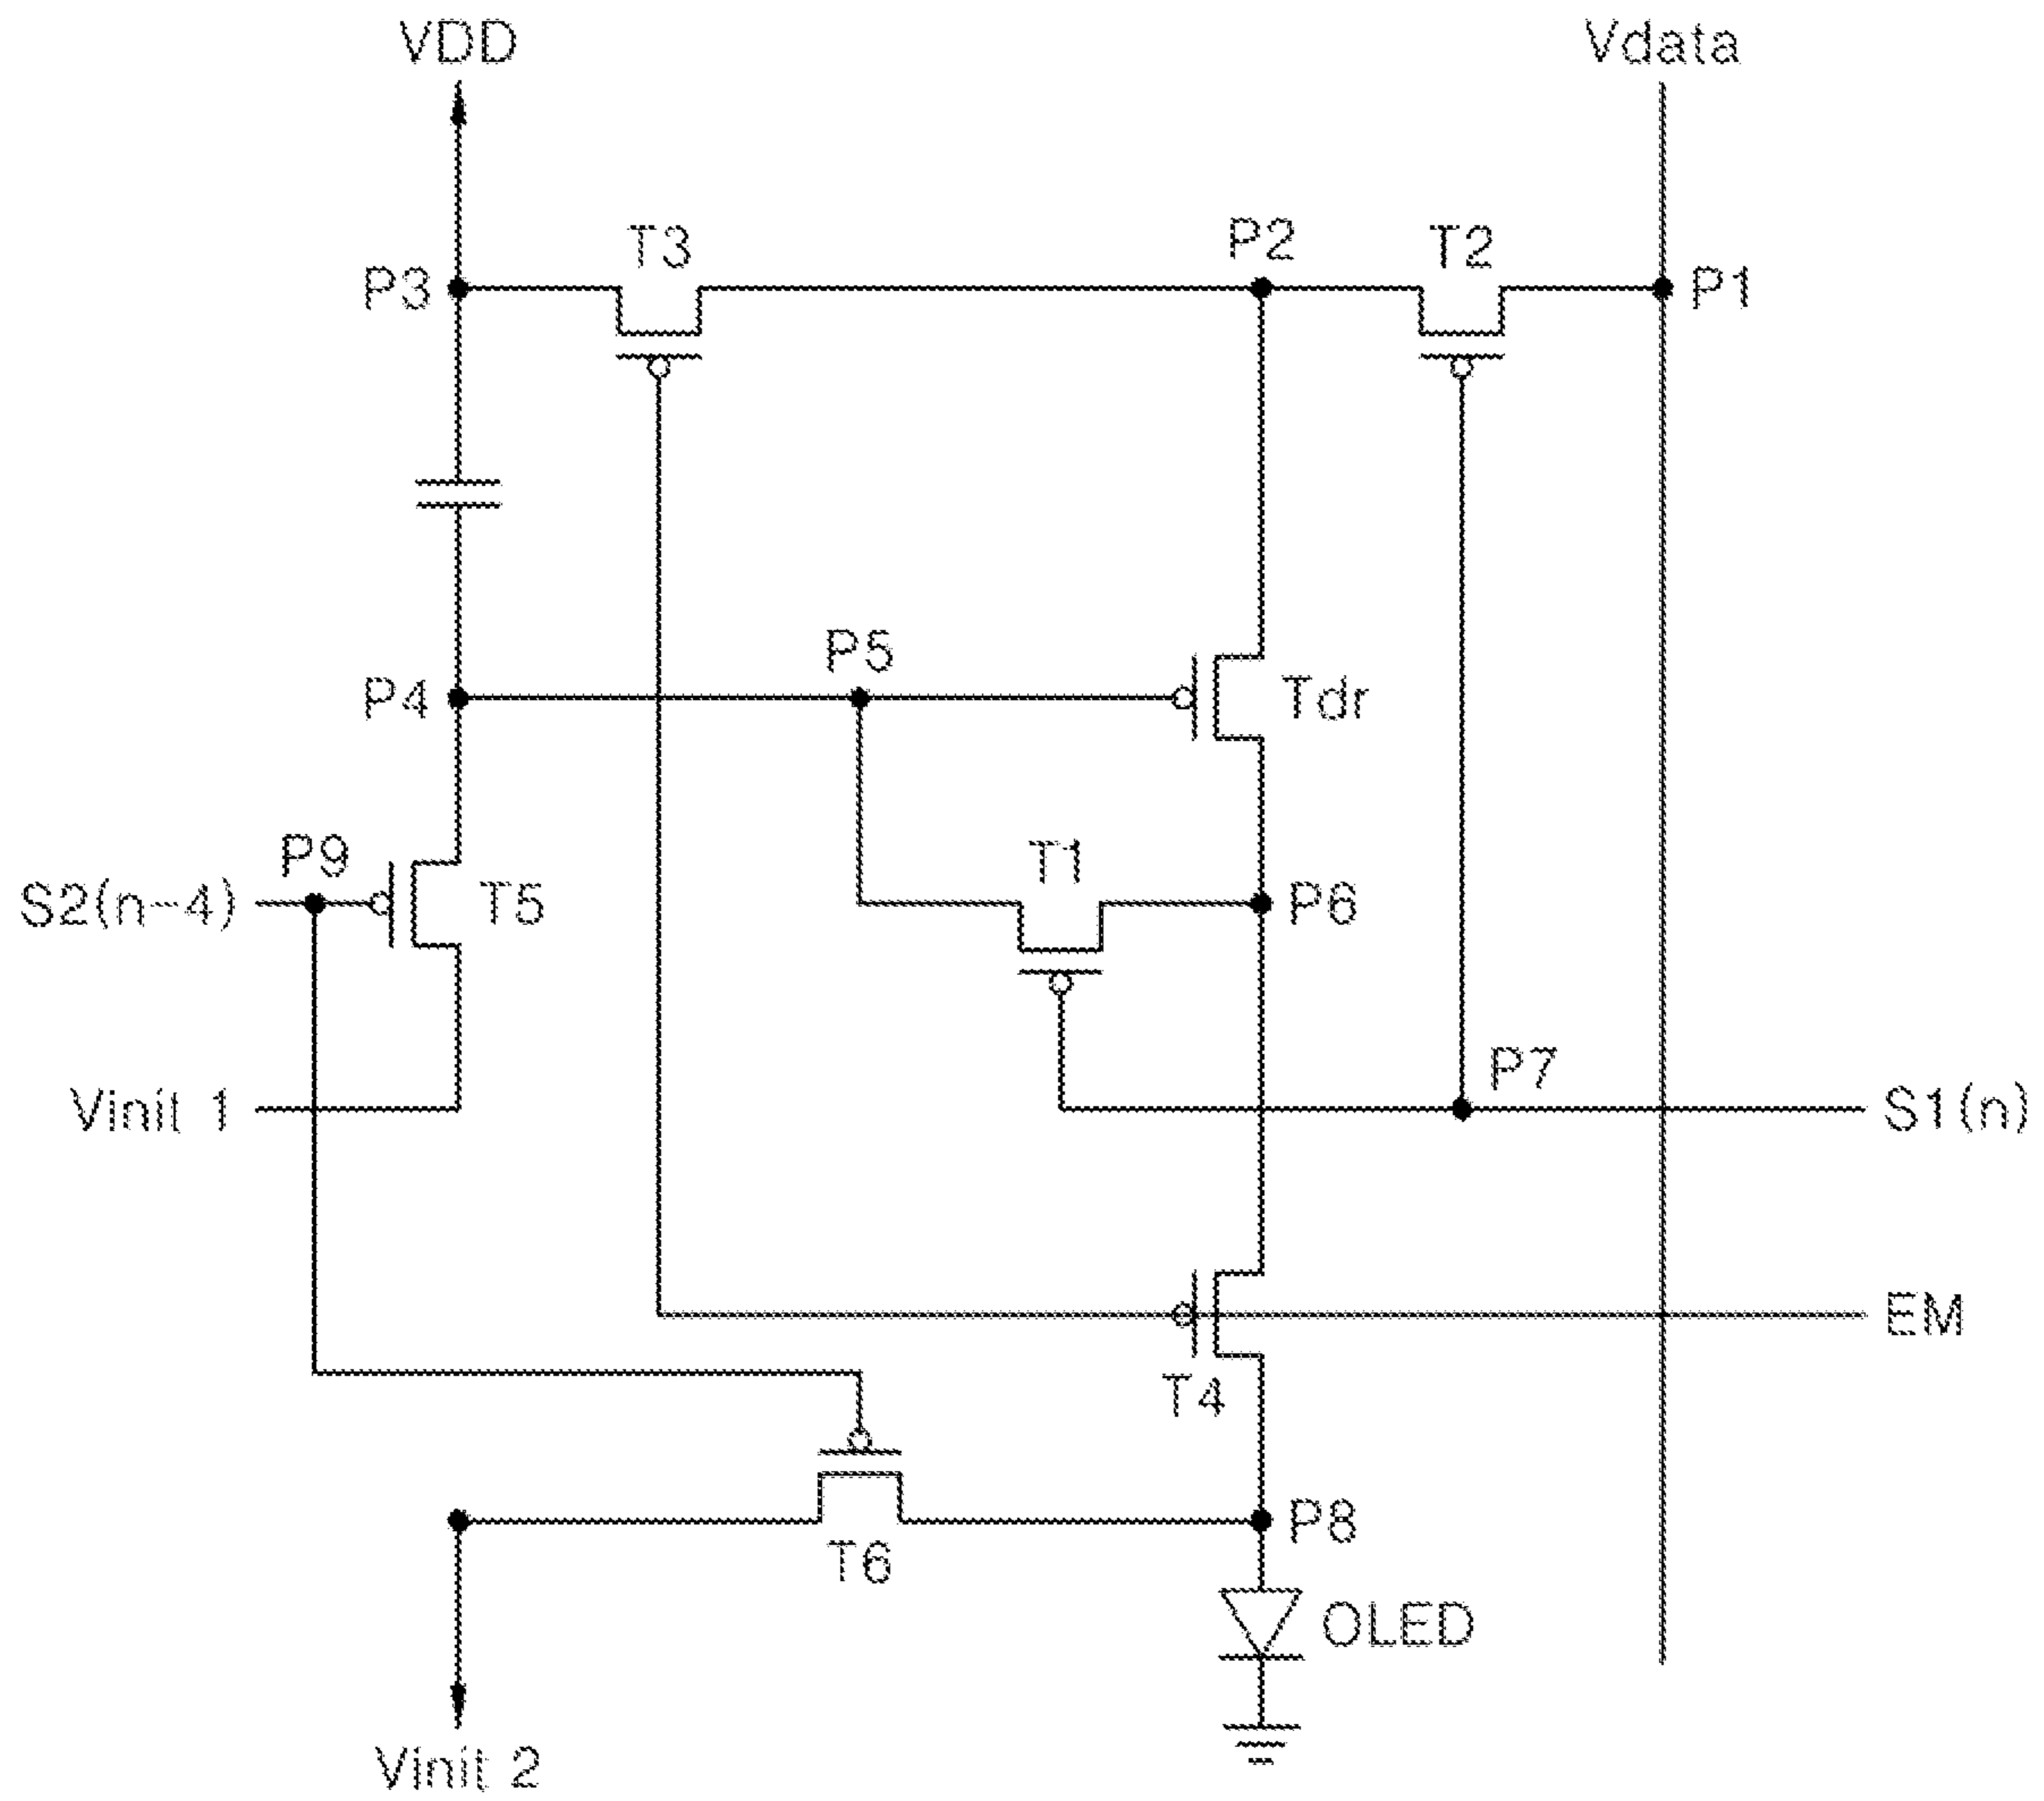 VDD
Vdata
T3
P2
T2
P3
P1
P5
P4
Tdr
P9
T1
S2(n-4)
T5
P6
P7
Vinit 1
S1(n)
EM
T4
P8
T6
OLED
Vinit 2